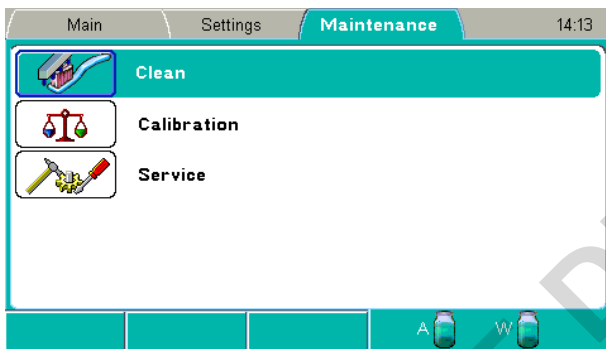 Main Settings Maintenance 14:13
Clean
Calibration
Service
A W